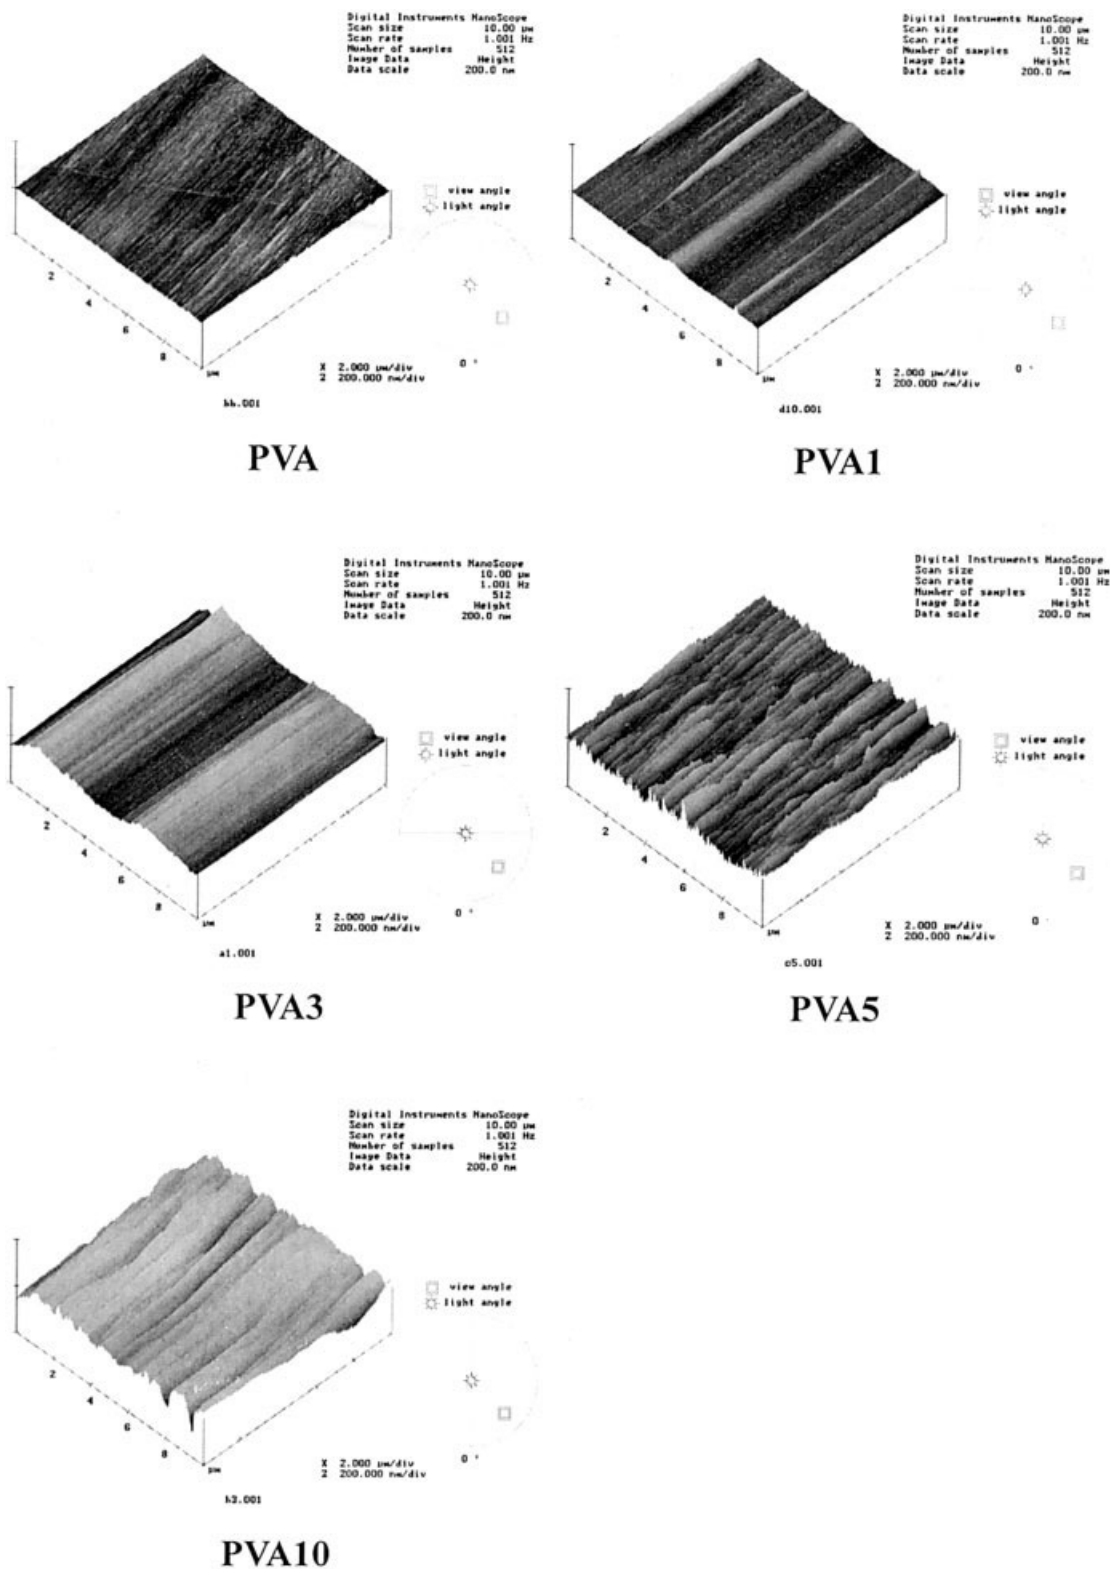 Digital Instruments NanoScope
Scan size 10.00 µm
Scan rate 1.001 Hz
Number of samples 512
Image Data Height
Data scale 200.0 nm
view angle
light angle
2
4
6
8
µm
X 2.000 µm/div
Z 200.000 nm/div
0 °
bb.001
PVA
Digital Instruments NanoScope
Scan size 10.00 µm
Scan rate 1.001 Hz
Number of samples 512
Image Data Height
Data scale 200.0 nm
view angle
light angle
2
4
6
8
µm
X 2.000 µm/div
Z 200.000 nm/div
0 °
d10.001
PVA1
Digital Instruments NanoScope
Scan size 10.00 µm
Scan rate 1.001 Hz
Number of samples 512
Image Data Height
Data scale 200.0 nm
view angle
light angle
2
4
6
8
µm
X 2.000 µm/div
Z 200.000 nm/div
0 °
a1.001
PVA3
Digital Instruments NanoScope
Scan size 10.00 µm
Scan rate 1.001 Hz
Number of samples 512
Image Data Height
Data scale 200.0 nm
view angle
light angle
2
4
6
8
µm
X 2.000 µm/div
Z 200.000 nm/div
0 °
PVA5
Digital Instruments NanoScope
Scan size 10.00 µm
Scan rate 1.001 Hz
Number of samples 512
Image Data Height
Data scale 200.0 nm
view angle
light angle
2
4
6
8
µm
X 2.000 µm/div
Z 200.000 nm/div
0 °
PVA10